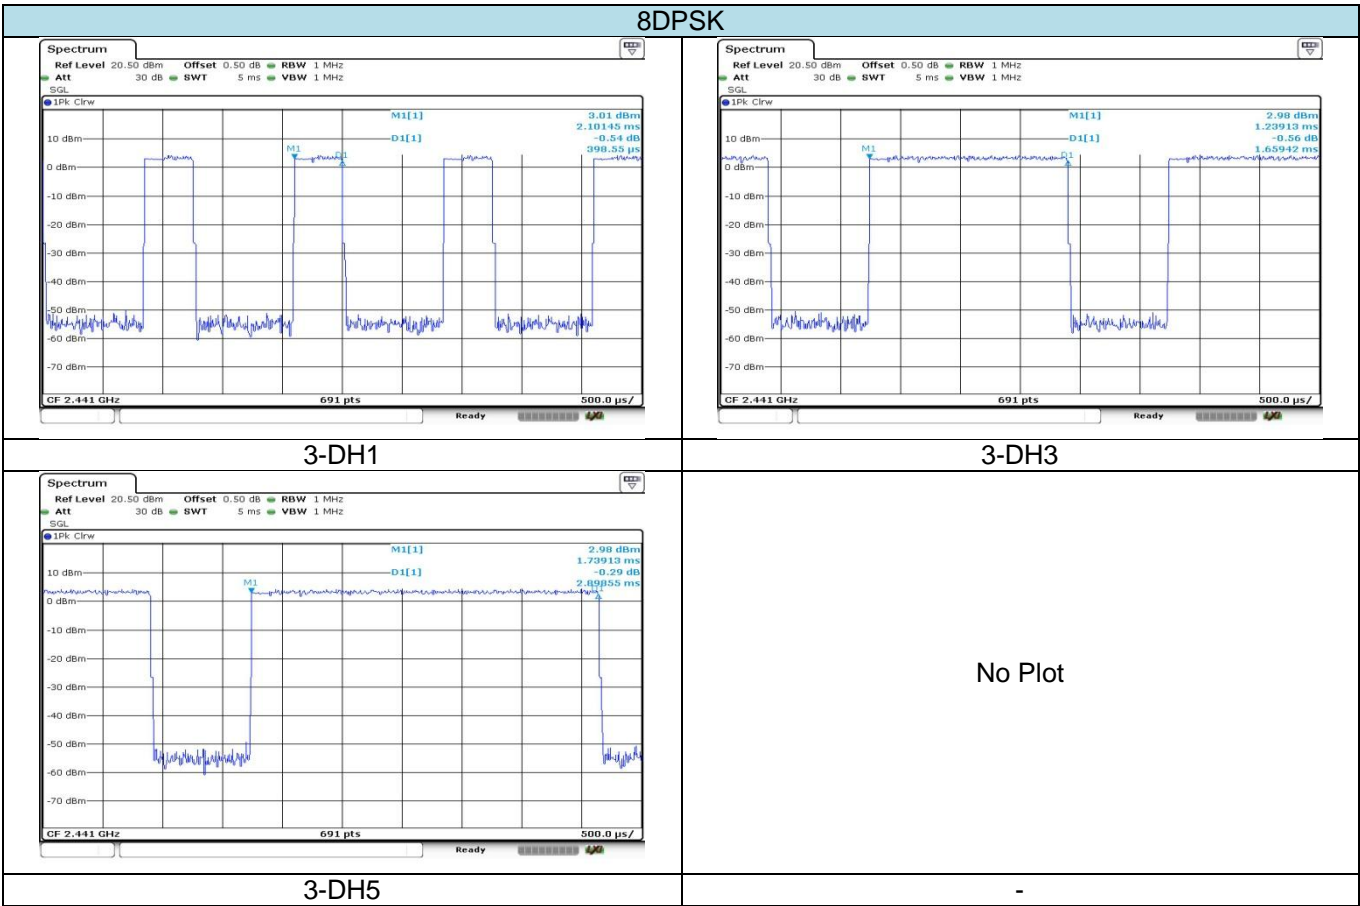 8DPSK
Spectrum
Ref Level 20.50 dBm Offset 0.50 dB RBW 1 MHz
Att 30 dB SWT 5 ms VBW 1 MHz
SGL
1Pk Clrw
M1[1] 3.01 dBm
2.10145 ms
D1[1] -0.54 dB
398.55 µs
M1
D1
10 dBm
0 dBm
-10 dBm
-20 dBm
-30 dBm
-40 dBm
-50 dBm
-60 dBm
-70 dBm
CF 2.441 GHz 691 pts 500.0 µs/
Ready
LXI
3-DH1
Spectrum
Ref Level 20.50 dBm Offset 0.50 dB RBW 1 MHz
Att 30 dB SWT 5 ms VBW 1 MHz
SGL
1Pk Clrw
M1[1] 2.98 dBm
1.23913 ms
D1[1] -0.56 dB
1.65942 ms
M1
D1
10 dBm
0 dBm
-10 dBm
-20 dBm
-30 dBm
-40 dBm
-50 dBm
-60 dBm
-70 dBm
CF 2.441 GHz 691 pts 500.0 µs/
Ready
LXI
3-DH3
Spectrum
Ref Level 20.50 dBm Offset 0.50 dB RBW 1 MHz
Att 30 dB SWT 5 ms VBW 1 MHz
SGL
1Pk Clrw
M1[1] 2.98 dBm
1.73913 ms
D1[1] -0.29 dB
2.89855 ms
M1
D1
10 dBm
0 dBm
-10 dBm
-20 dBm
-30 dBm
-40 dBm
-50 dBm
-60 dBm
-70 dBm
CF 2.441 GHz 691 pts 500.0 µs/
Ready
LXI
3-DH5
No Plot
-